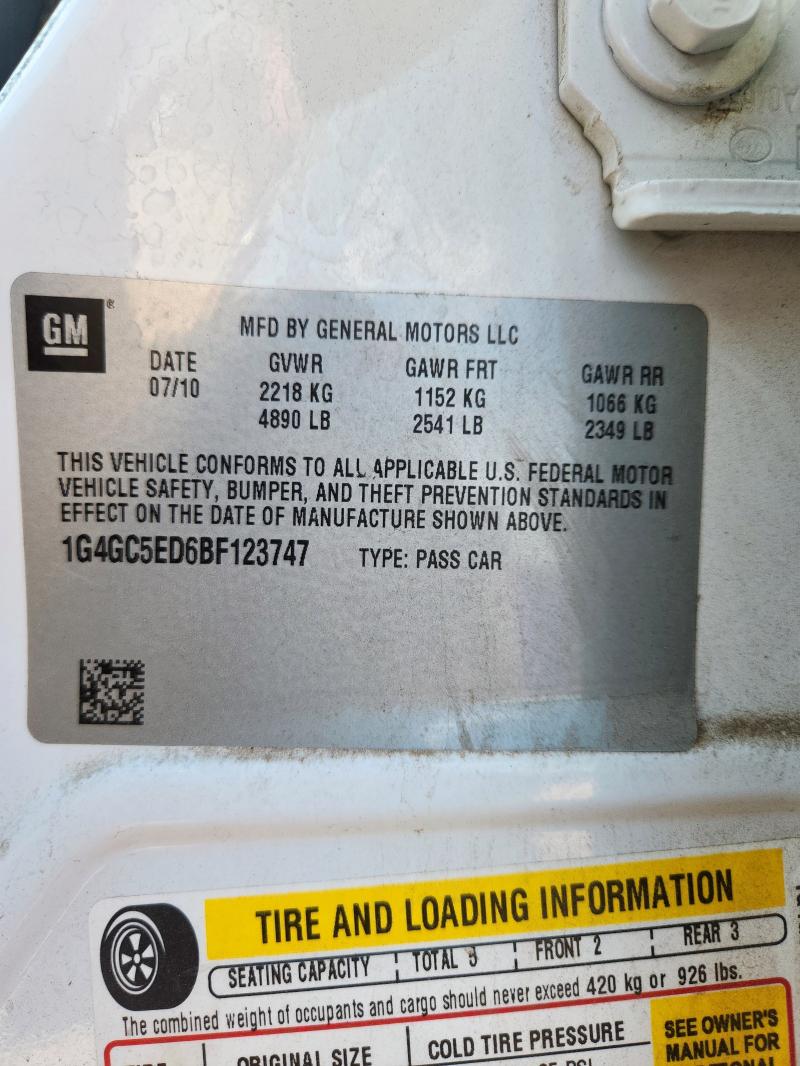 GM ®
MFD BY GENERAL MOTORS LLC
DATE GVWR GAWR FRT GAWR RR
07/10 2218 KG 1152 KG 1066 KG
4890 LB 2541 LB 2349 LB
THIS VEHICLE CONFORMS TO ALL APPLICABLE U.S. FEDERAL MOTOR
VEHICLE SAFETY, BUMPER, AND THEFT PREVENTION STANDARDS IN
EFFECT ON THE DATE OF MANUFACTURE SHOWN ABOVE.
1G4GC5ED6BF123747 TYPE: PASS CAR
TIRE AND LOADING INFORMATION
SEATING CAPACITY TOTAL 5 FRONT 2 REAR 3
The combined weight of occupants and cargo should never exceed 420 kg or 926 lbs.
ORIGINAL SIZE COLD TIRE PRESSURE SEE OWNER'S
MANUAL FOR